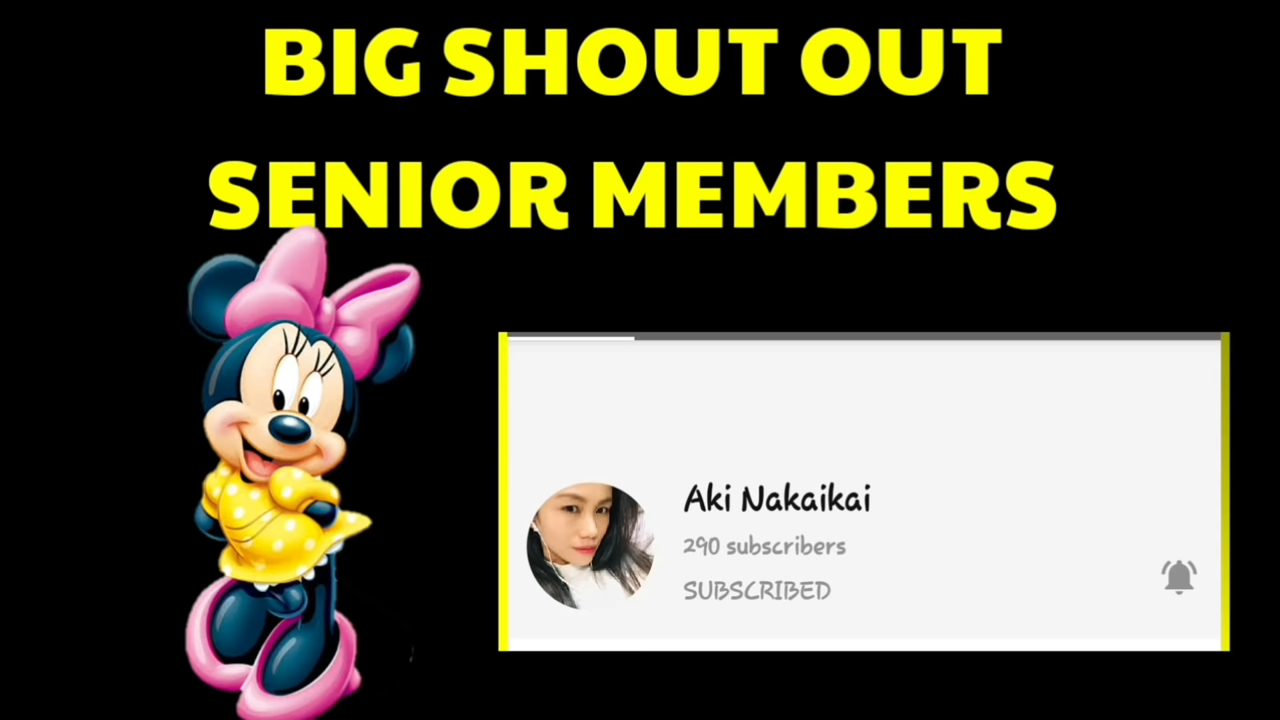 BIG SHOUT OUT
SENIOR MEMBERS
Aki Nakaikai
290 subscribers
SUBSCRIBED